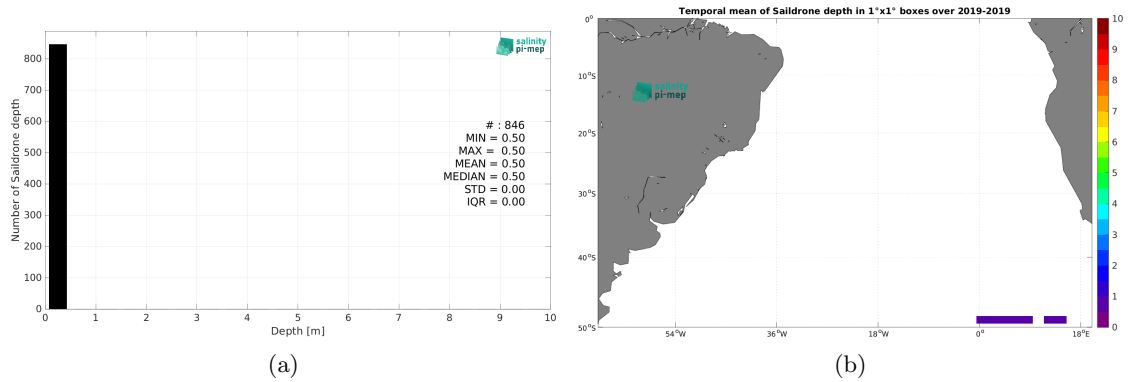 Number of Saildrone depth
800
700
600
500
400
300
200
100
0
0 1 2 3 4 5 6 7 8 9 10
Depth [m]
salinity
pi-mep
# : 846
MIN = 0.50
MAX = 0.50
MEAN = 0.50
MEDIAN = 0.50
STD = 0.00
IQR = 0.00
(a)
Temporal mean of Saildrone depth in 1°x1° boxes over 2019-2019
0°
10°S
20°S
30°S
40°S
50°S
54°W 36°W 18°W 0° 18°E
salinity
pi-mep
10
9
8
7
6
5
4
3
2
1
0
(b)